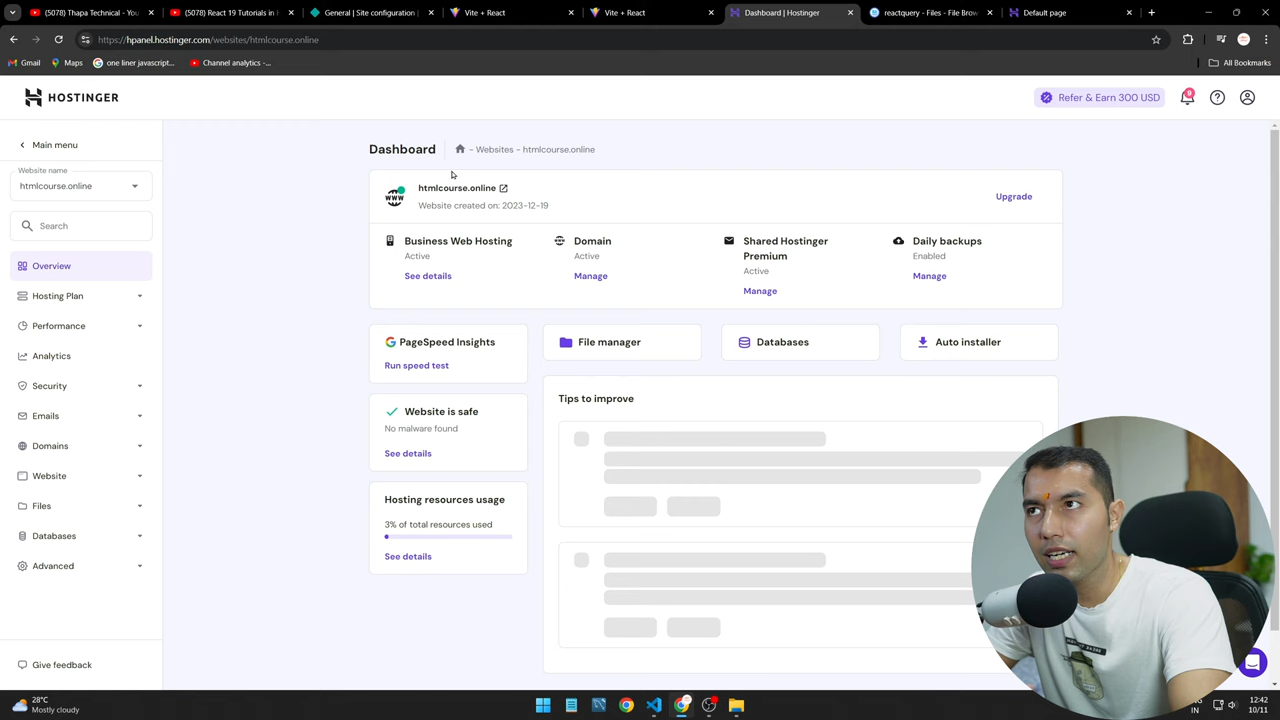 (5078) Thapa Technical - You
(5078) React 19 Tutorials in H
General | Site configuration |
Vite + React
Vite + React
Dashboard | Hostinger
reactquery - Files - File Brow
Default page
https://hpanel.hostinger.com/websites/htmlcourse.online
Gmail
Maps
one liner javascript...
Channel analytics -...
All Bookmarks
HOSTINGER
Refer & Earn 300 USD
9
Main menu
Website name
htmlcourse.online
Search
Overview
Hosting Plan
Performance
Analytics
Security
Emails
Domains
Website
Files
Databases
Advanced
Give feedback
Dashboard
- Websites - htmlcourse.online
www
htmlcourse.online
Website created on: 2023-12-19
Upgrade
Business Web Hosting
Active
See details
Domain
Active
Manage
Shared Hostinger
Premium
Active
Manage
Daily backups
Enabled
Manage
PageSpeed Insights
Run speed test
File manager
Databases
Auto installer
Website is safe
No malware found
See details
Hosting resources usage
3% of total resources used
See details
Tips to improve
28°C
Mostly cloudy
IN
12:42
10/11